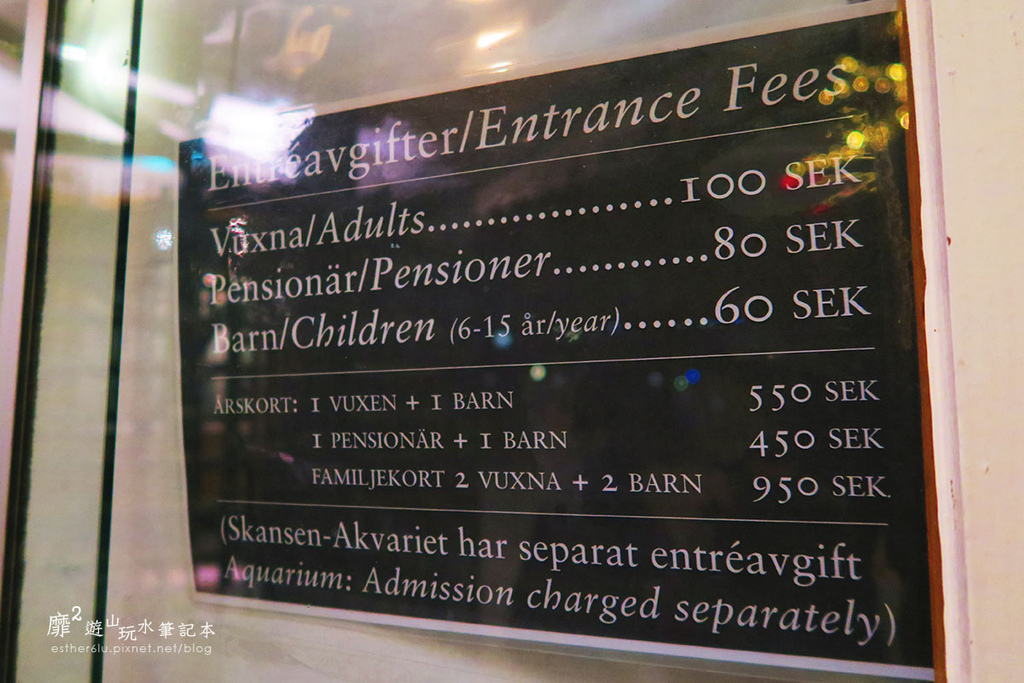 Entréavgifter/Entrance Fees
Vuxna/Adults..................100 SEK
Pensionär/Pensioner............80 SEK
Barn/Children (6-15 år/year)......60 SEK
ÅRSKORT: 1 VUXEN + 1 BARN 550 SEK
1 PENSIONÄR + 1 BARN 450 SEK
FAMILJEKORT 2 VUXNA + 2 BARN 950 SEK
(Skansen-Akvariet har separat entréavgift
Aquarium: Admission charged separately)
靡2遊山玩水筆記本
esther6lu.pixnet.net/blog